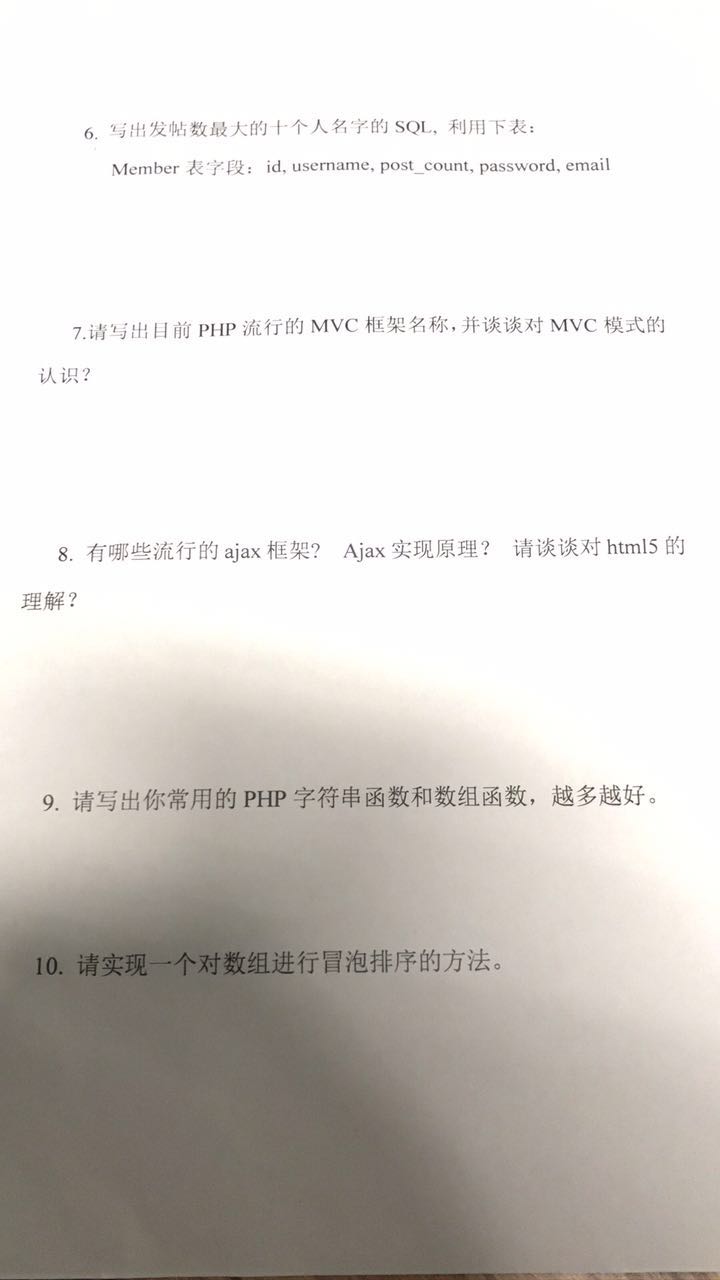 6. 写出发帖数最大的十个人名字的 SQL, 利用下表：
Member 表字段：id, username, post_count, password, email
7.请写出目前 PHP 流行的 MVC 框架名称，并谈谈对 MVC 模式的
认识？
8. 有哪些流行的 ajax 框架? Ajax 实现原理？ 请谈谈对 html5 的
理解？
9. 请写出你常用的 PHP 字符串函数和数组函数，越多越好。
10. 请实现一个对数组进行冒泡排序的方法。